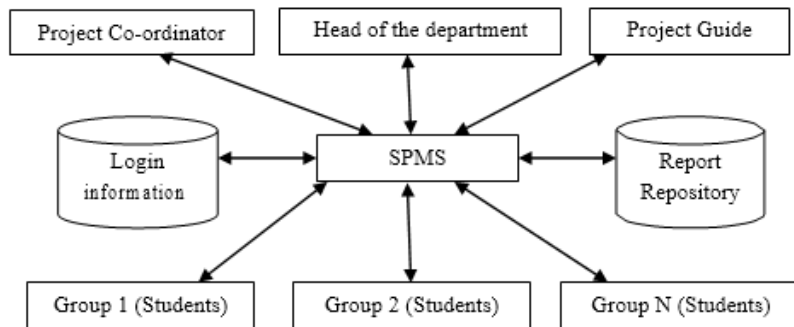 Project Co-ordinator
Head of the department
Project Guide
Login
information
SPMS
Report
Repository
Group 1 (Students)
Group 2 (Students)
Group N (Students)